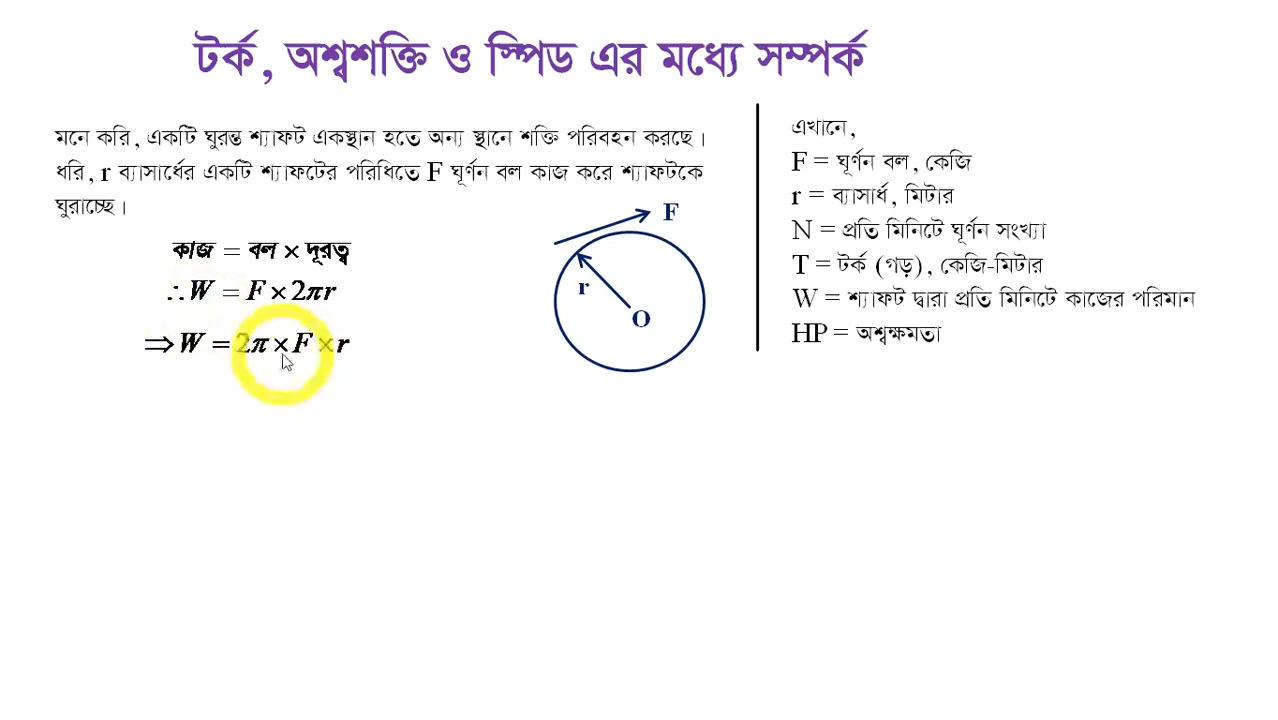 টর্ক, অশ্বশক্তি ও স্পিড এর মধ্যে সম্পর্ক
মনে করি, একটি ঘুরন্ত শ্যাফট একস্থান হতে অন্য স্থানে শক্তি পরিবহন করছে।
ধরি, r ব্যাসার্ধের একটি শ্যাফটের পরিধিতে F ঘূর্ণন বল কাজ করে শ্যাফটকে
ঘুরাচ্ছে।
কাজ = বল × দূরত্ব
∴ W = F × 2πr
⇒ W = 2π × F × r
F
r
O
এখানে,
F = ঘূর্ণন বল, কেজি
r = ব্যাসার্ধ, মিটার
N = প্রতি মিনিটে ঘূর্ণন সংখ্যা
T = টর্ক (গড়), কেজি-মিটার
W = শ্যাফট দ্বারা প্রতি মিনিটে কাজের পরিমান
HP = অশ্বক্ষমতা